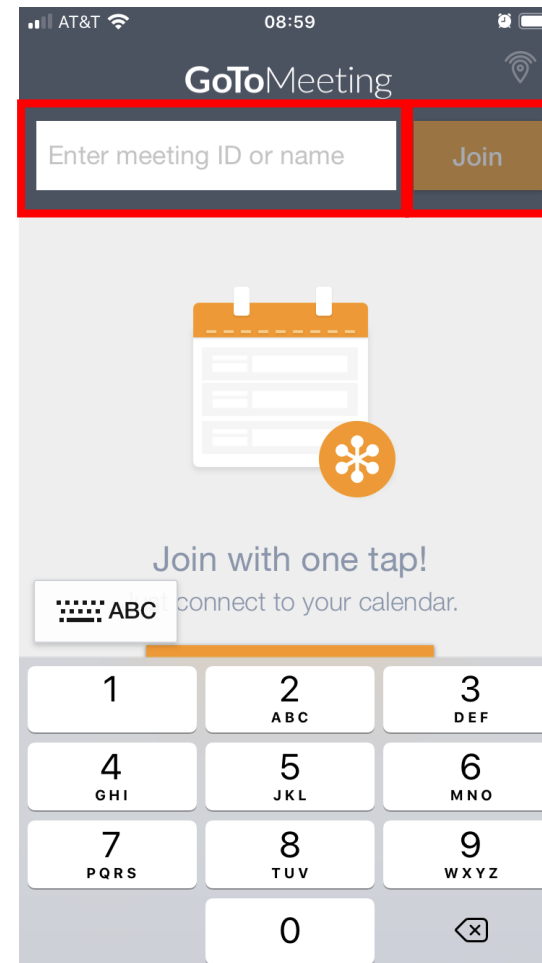 AT&T 08:59
GoToMeeting
Enter meeting ID or name Join
Join with one tap!
connect to your calendar.
ABC
1 2 3
ABC DEF
4 5 6
GHI JKL MNO
7 8 9
PQRS TUV WXYZ
0